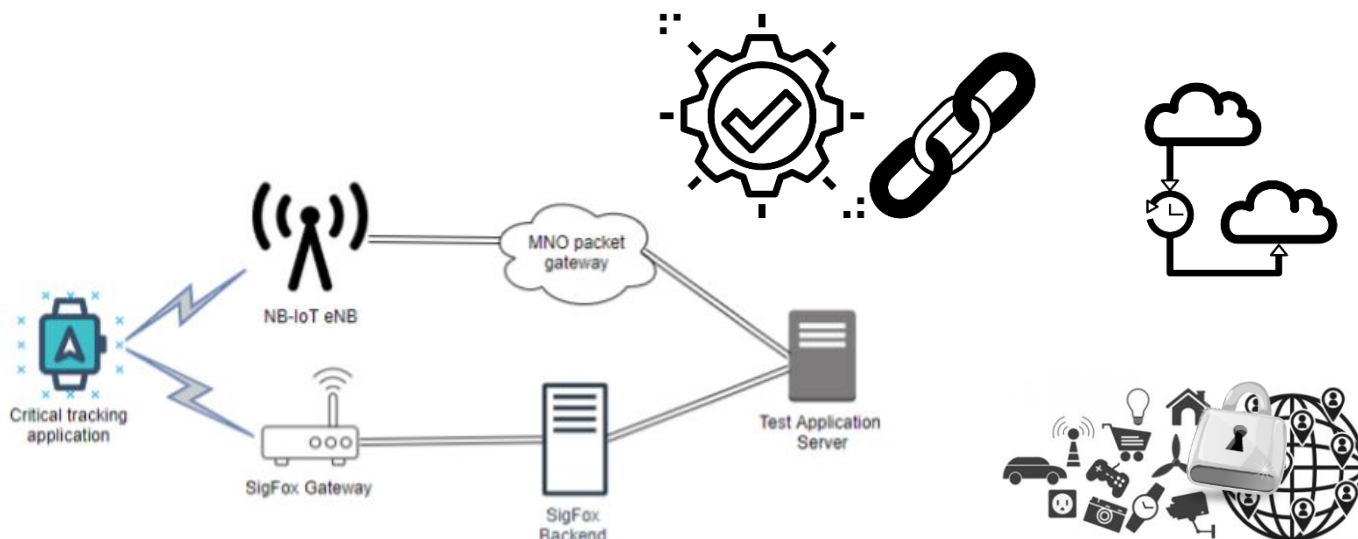 MNO packet
gateway
NB-IoT eNB
Critical tracking
application
Test Application
Server
SigFox Gateway
SigFox
Backend